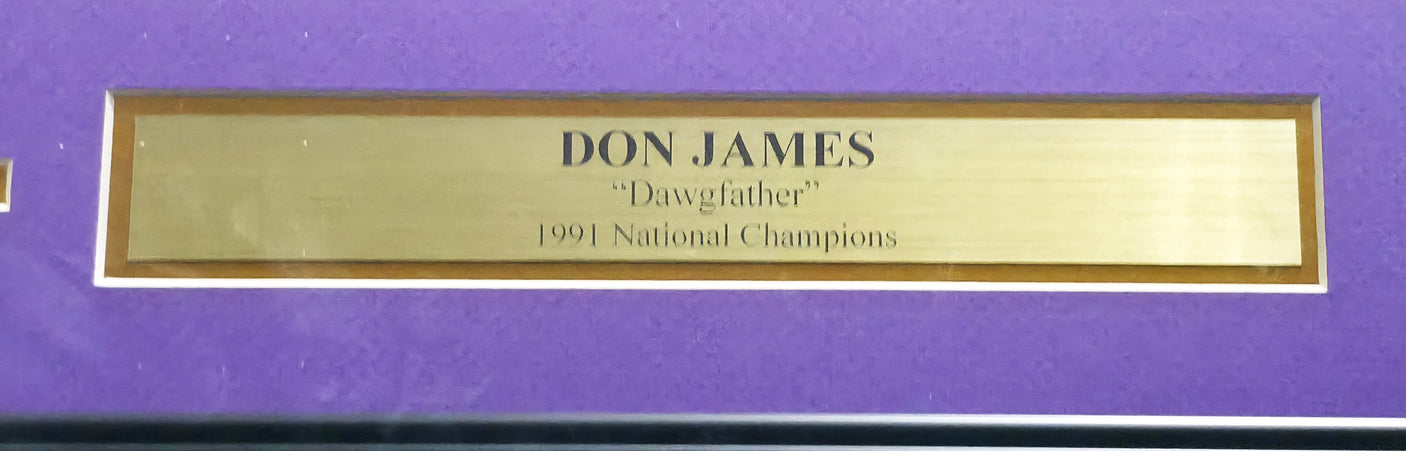 DON JAMES
“Dawgfather”
1991 National Champions